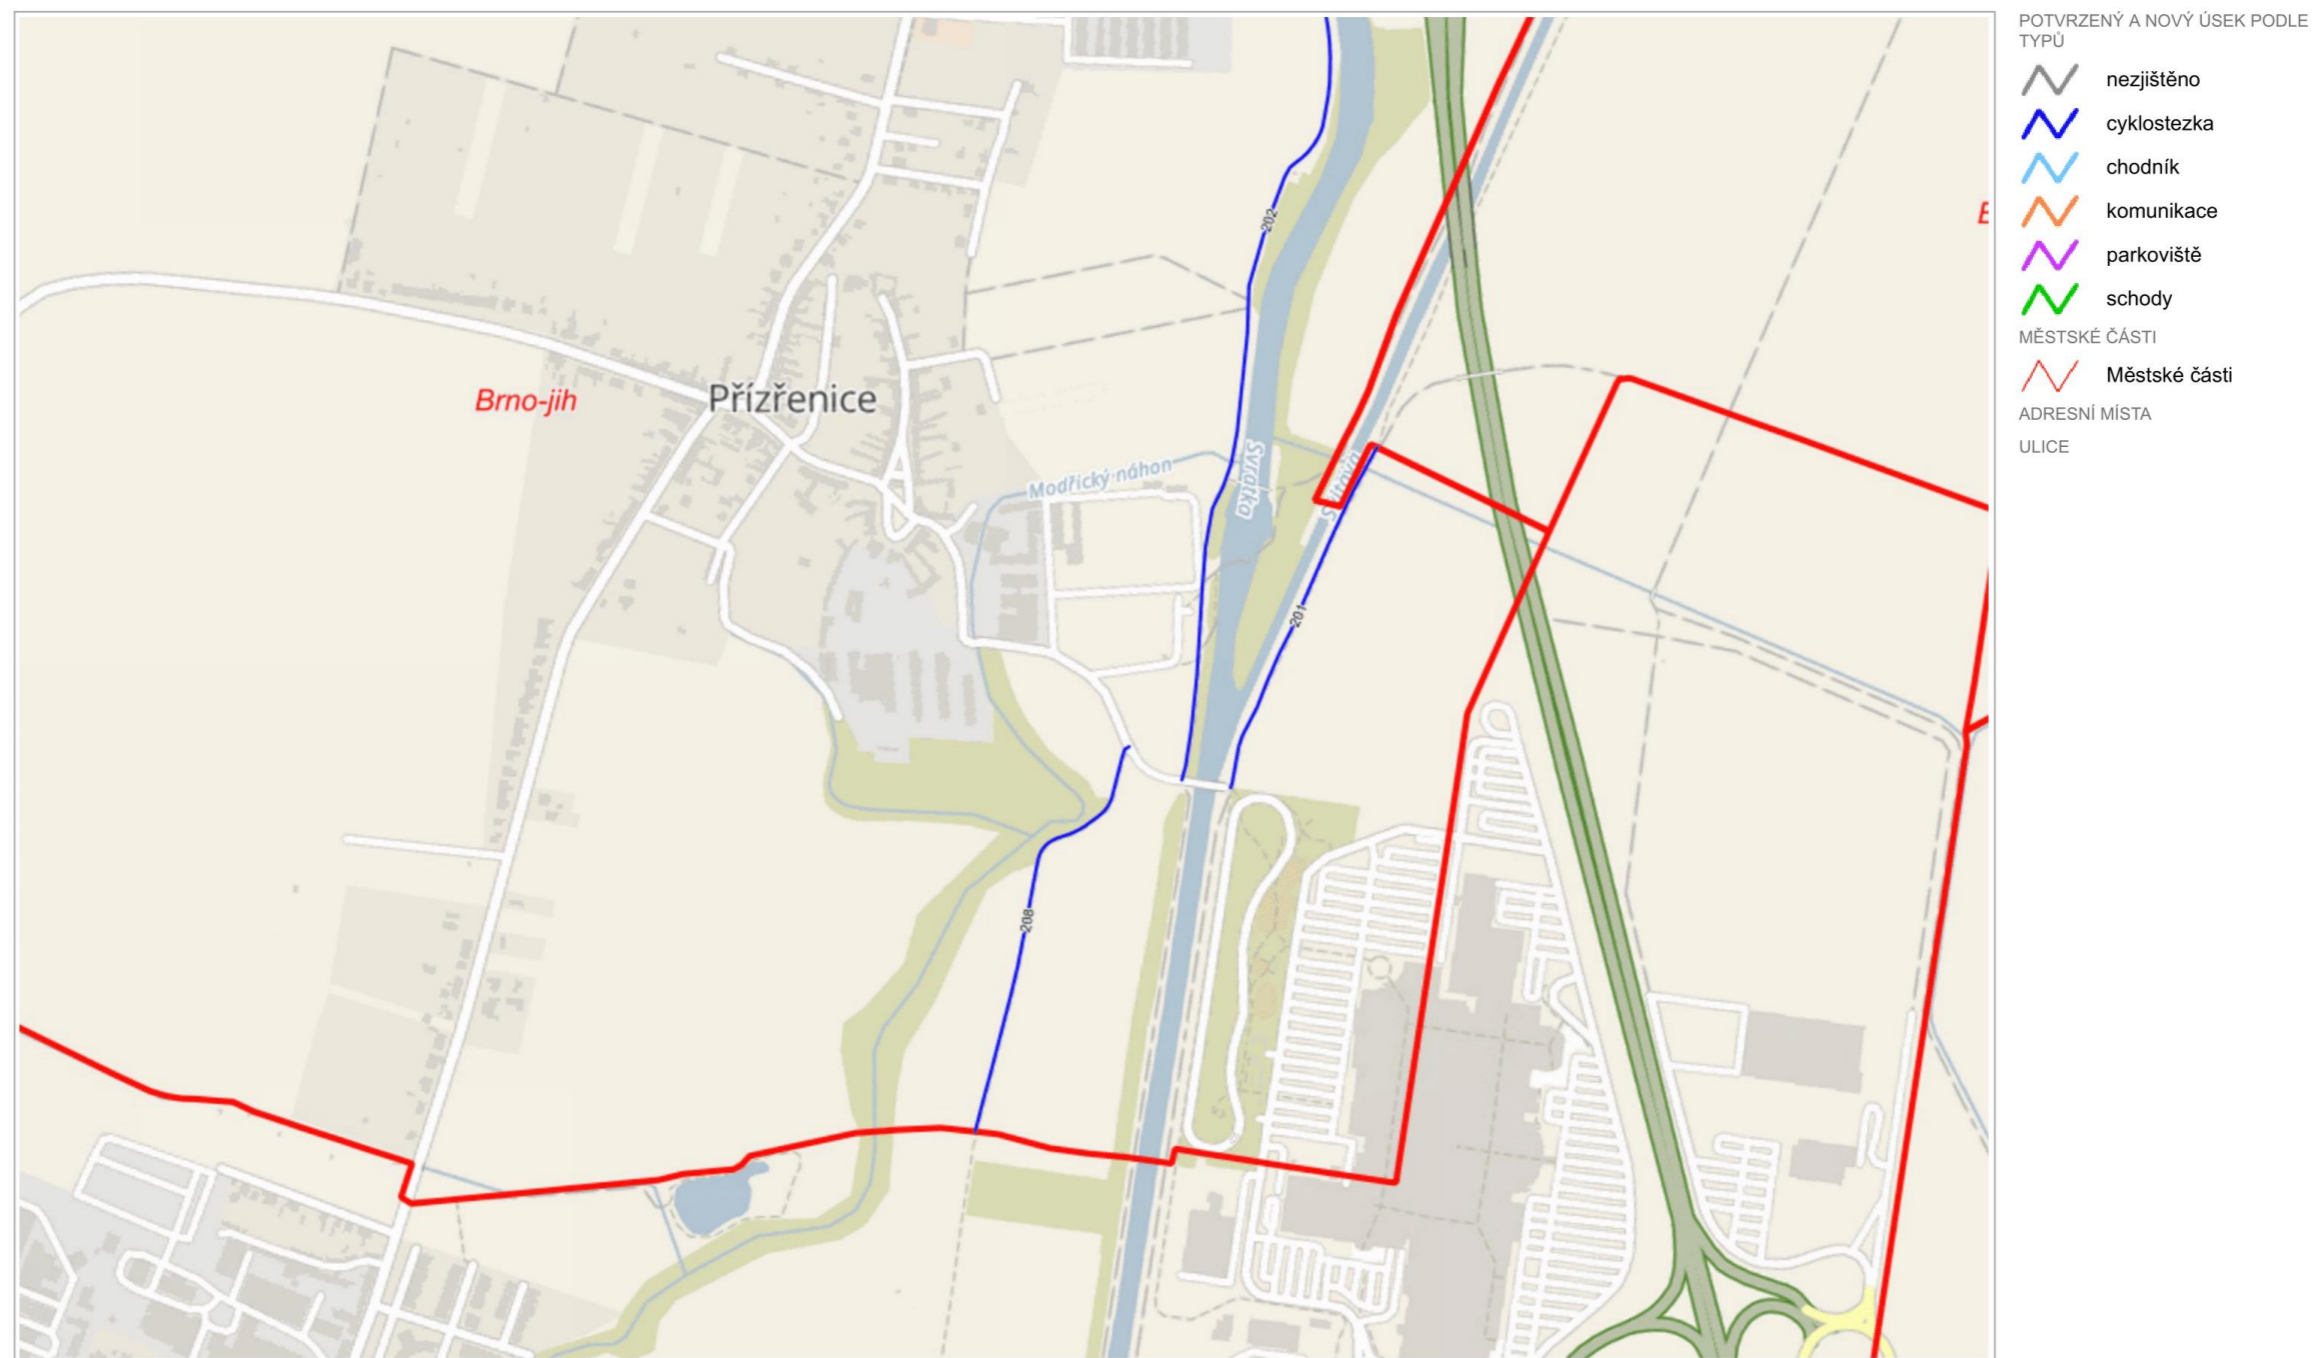 POTVRZENÝ A NOVÝ ÚSEK PODLE
TYPŮ
nezjištěno
cyklostezka
chodník
komunikace
parkoviště
schody
MĚSTSKÉ ČÁSTI
Městské části
ADRESNÍ MÍSTA
ULICE
202
Brno-jih
Přízřenice
Modřický náhon
Svratka
Svitava
201
208